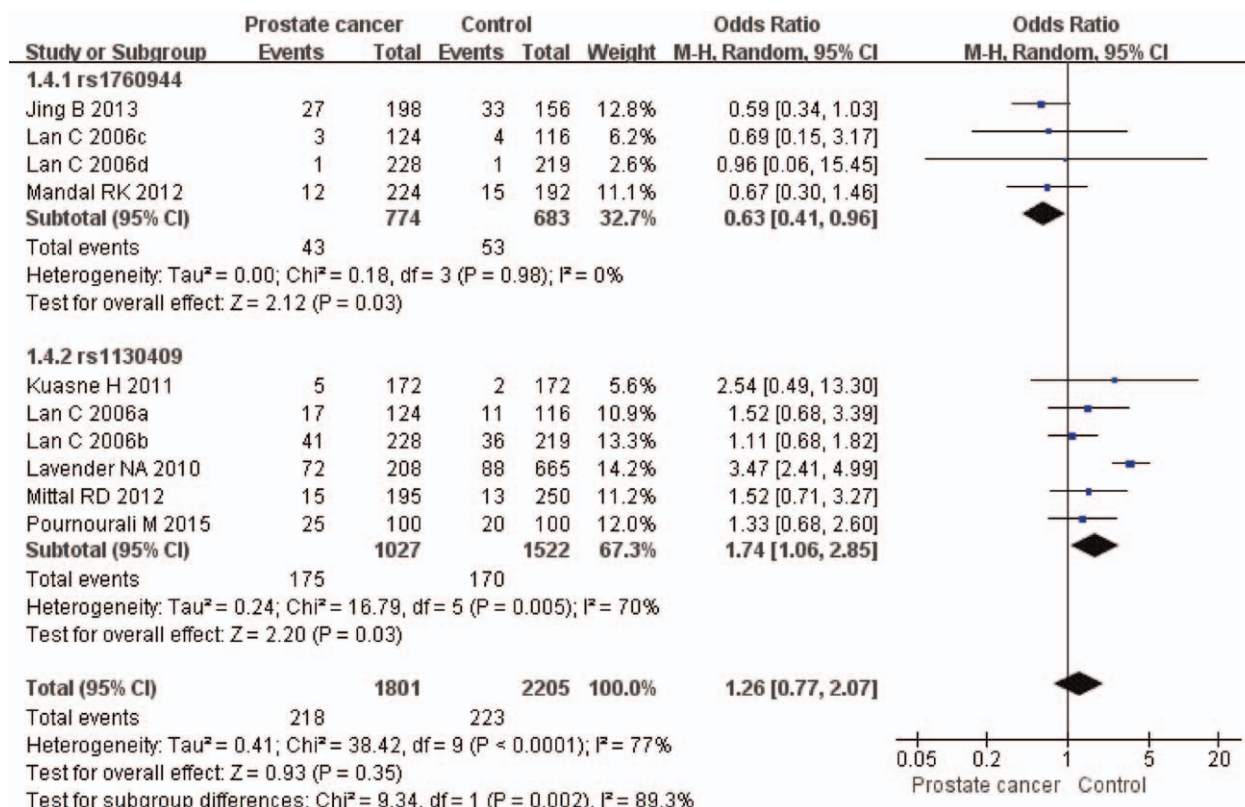 Prostate cancer Control Odds Ratio Odds Ratio
Study or Subgroup Events Total Events Total Weight M-H, Random, 95% CI M-H, Random, 95% CI
1.4.1 rs1760944
Jing B 2013 27 198 33 156 12.8% 0.59 [0.34, 1.03]
Lan C 2006c 3 124 4 116 6.2% 0.69 [0.15, 3.17]
Lan C 2006d 1 228 1 219 2.6% 0.96 [0.06, 15.45]
Mandal RK 2012 12 224 15 192 11.1% 0.67 [0.30, 1.46]
Subtotal (95% CI) 774 683 32.7% 0.63 [0.41, 0.96]
Total events 43 53
Heterogeneity: Tau² = 0.00; Chi² = 0.18, df = 3 (P = 0.98); I² = 0%
Test for overall effect: Z = 2.12 (P = 0.03)
1.4.2 rs1130409
Kuasne H 2011 5 172 2 172 5.6% 2.54 [0.49, 13.30]
Lan C 2006a 17 124 11 116 10.9% 1.52 [0.68, 3.39]
Lan C 2006b 41 228 36 219 13.3% 1.11 [0.68, 1.82]
Lavender NA 2010 72 208 88 665 14.2% 3.47 [2.41, 4.99]
Mittal RD 2012 15 195 13 250 11.2% 1.52 [0.71, 3.27]
Pournourali M 2015 25 100 20 100 12.0% 1.33 [0.68, 2.60]
Subtotal (95% CI) 1027 1522 67.3% 1.74 [1.06, 2.85]
Total events 175 170
Heterogeneity: Tau² = 0.24; Chi² = 16.79, df = 5 (P = 0.005); I² = 70%
Test for overall effect: Z = 2.20 (P = 0.03)
Total (95% CI) 1801 2205 100.0% 1.26 [0.77, 2.07]
Total events 218 223
Heterogeneity: Tau² = 0.41; Chi² = 38.42, df = 9 (P < 0.0001); I² = 77%
Test for overall effect: Z = 0.93 (P = 0.35)
Test for subgroup differences: Chi² = 9.34, df = 1 (P = 0.002), I² = 89.3%
0.05 0.2 1 5 20
Prostate cancer Control